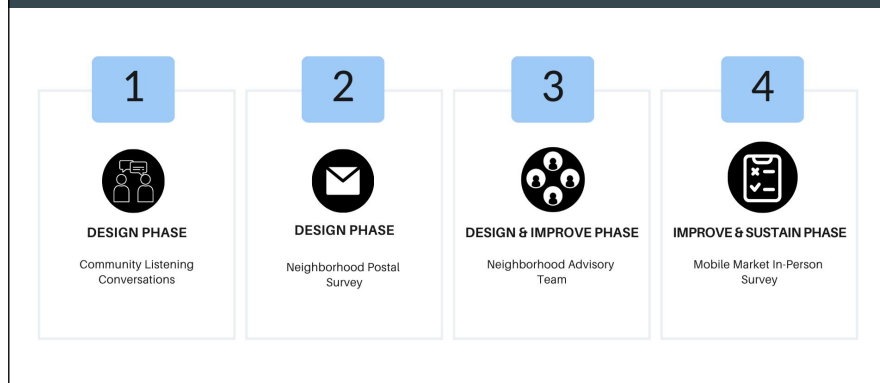 1
DESIGN PHASE
Community Listening
Conversations
2
DESIGN PHASE
Neighborhood Postal
Survey
3
DESIGN & IMPROVE PHASE
Neighborhood Advisory
Team
4
IMPROVE & SUSTAIN PHASE
Mobile Market In-Person
Survey